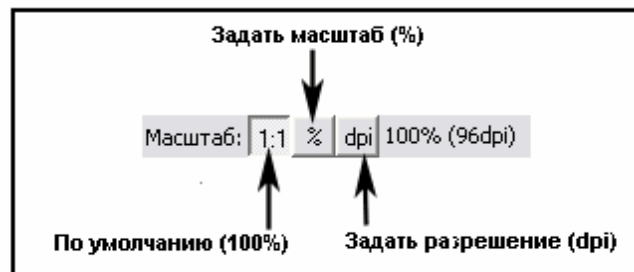 Задать масштаб (%)
Масштаб: 1:1 % dpi 100% (96dpi)
По умолчанию (100%) Задать разрешение (dpi)